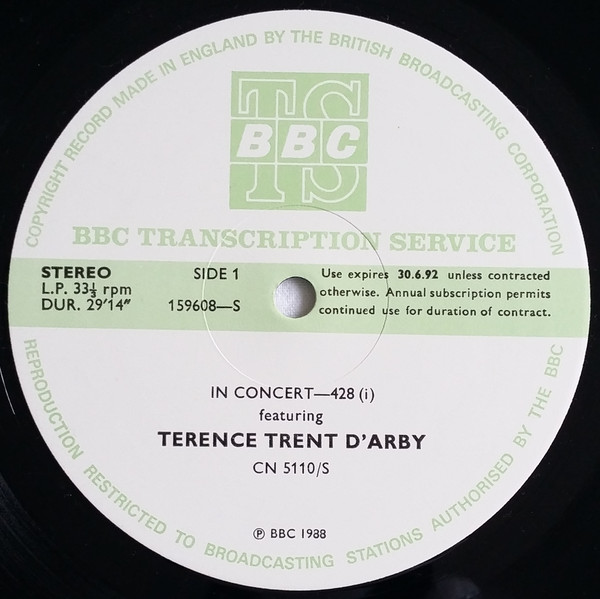 COPYRIGHT RECORD MADE IN ENGLAND BY THE BRITISH BROADCASTING CORPORATION
TS
BBC
BBC TRANSCRIPTION SERVICE
STEREO
L.P. 33⅓ rpm
DUR. 29′14″
SIDE 1
159608—S
Use expires 30.6.92 unless contracted
otherwise. Annual subscription permits
continued use for duration of contract.
IN CONCERT—428 (i)
featuring
TERENCE TRENT D'ARBY
CN 5110/S
℗ BBC 1988
REPRODUCTION RESTRICTED TO BROADCASTING STATIONS AUTHORISED BY THE BBC